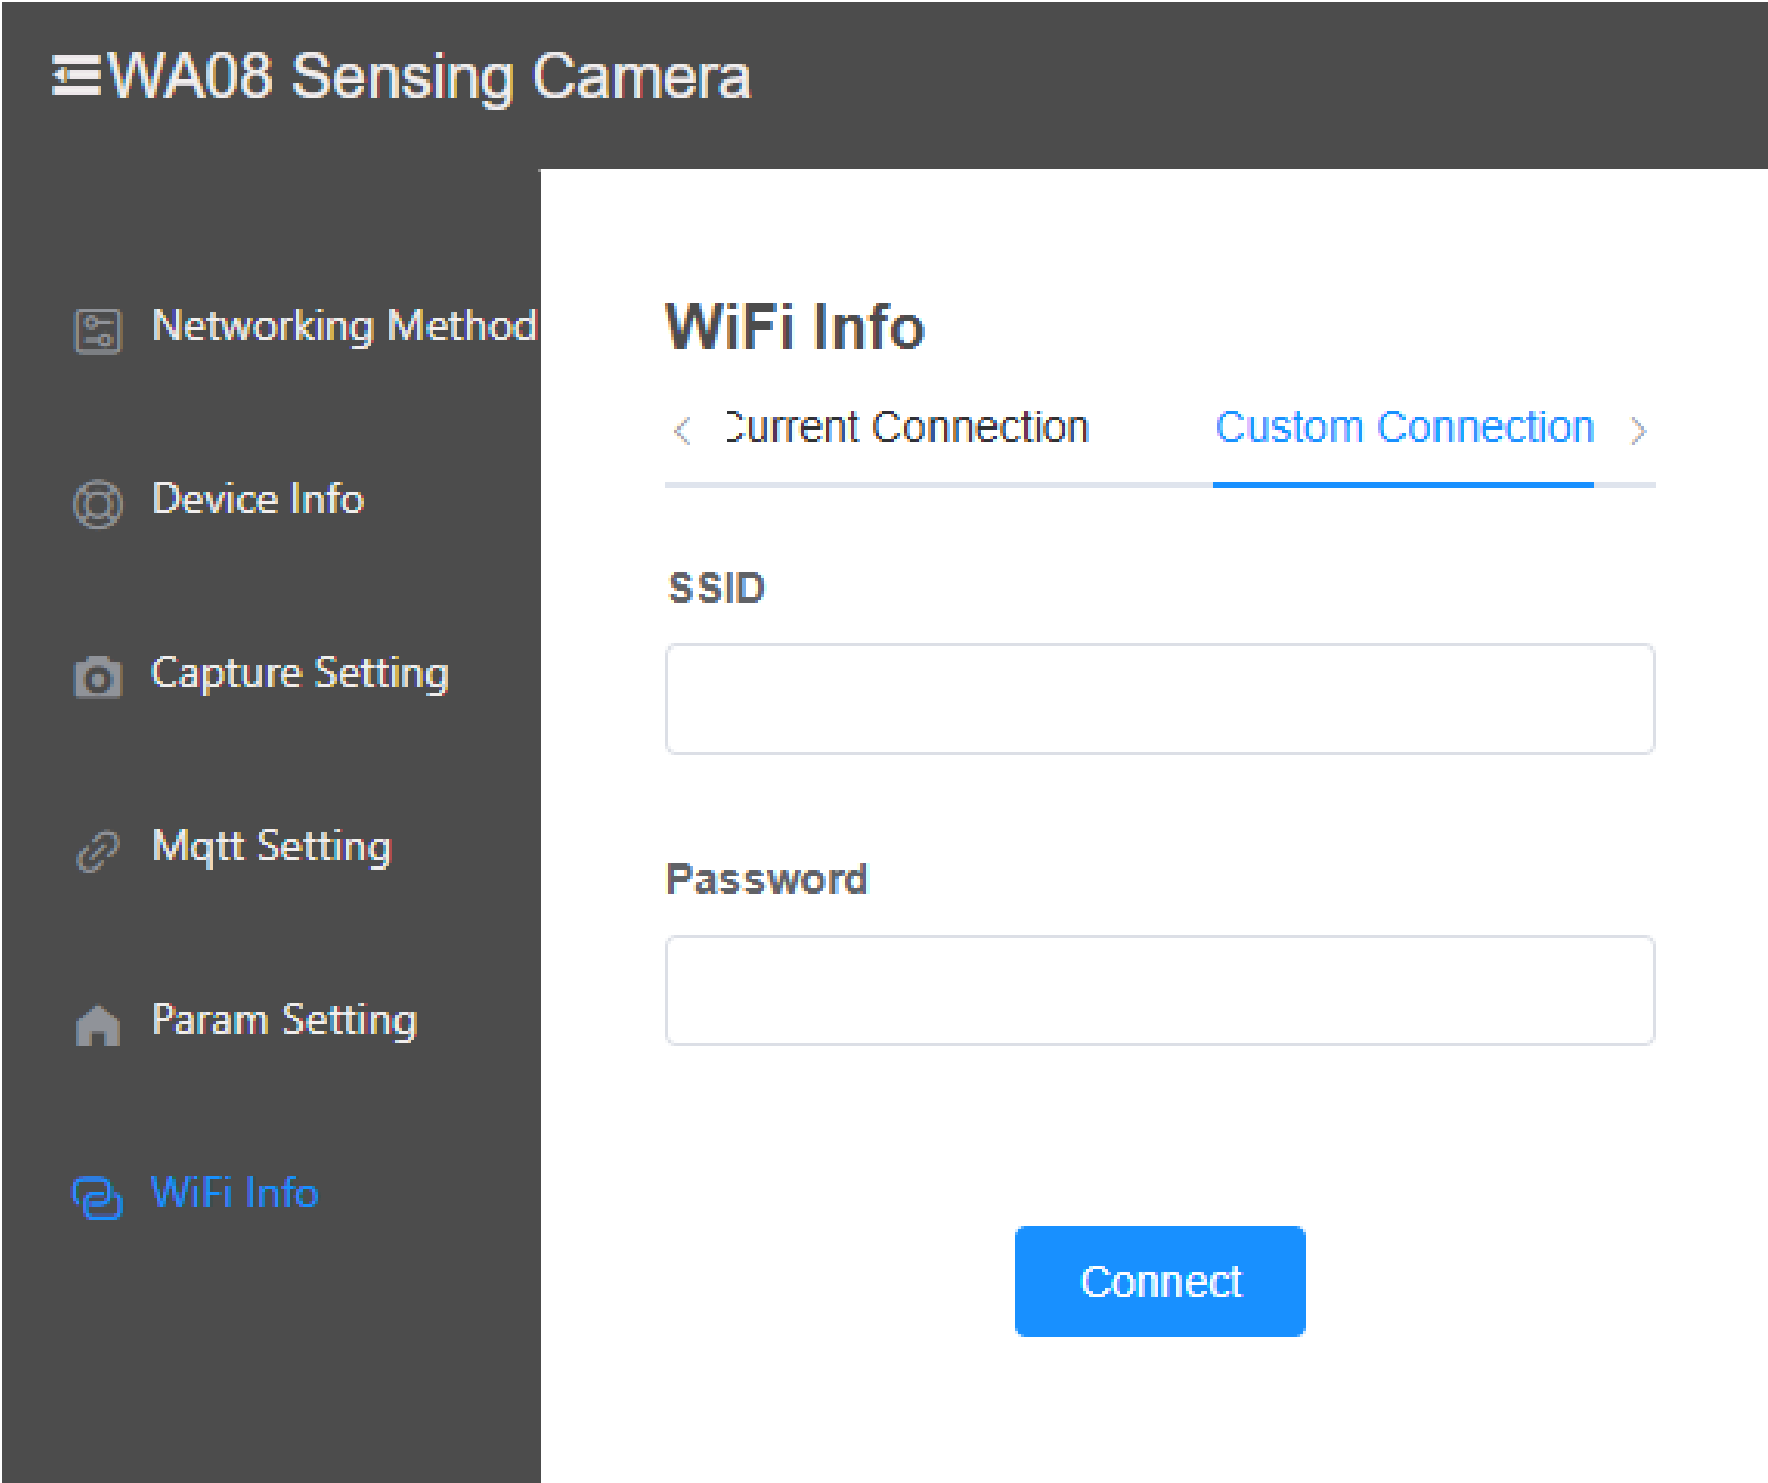 WA08 Sensing Camera
Networking Method
Device Info
Capture Setting
Mqtt Setting
Param Setting
WiFi Info
WiFi Info
Current Connection
Custom Connection
SSID
Password
Connect